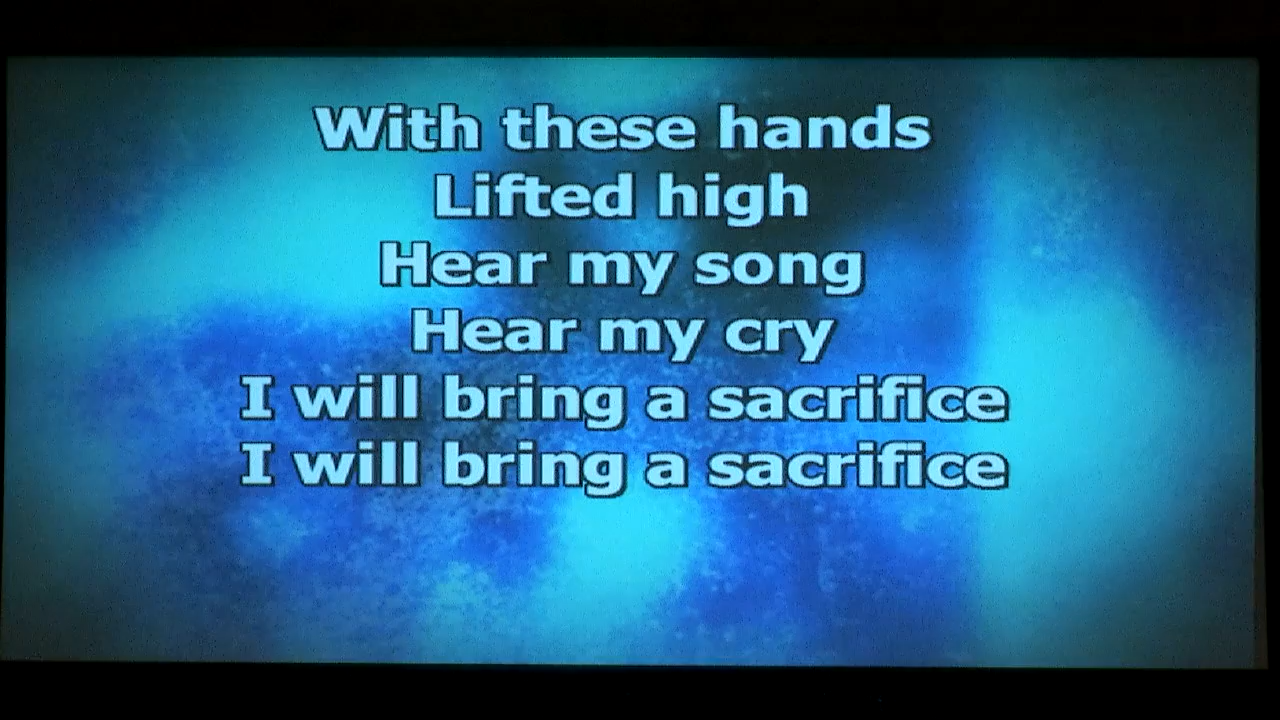 With these hands
Lifted high
Hear my song
Hear my cry
I will bring a sacrifice
I will bring a sacrifice